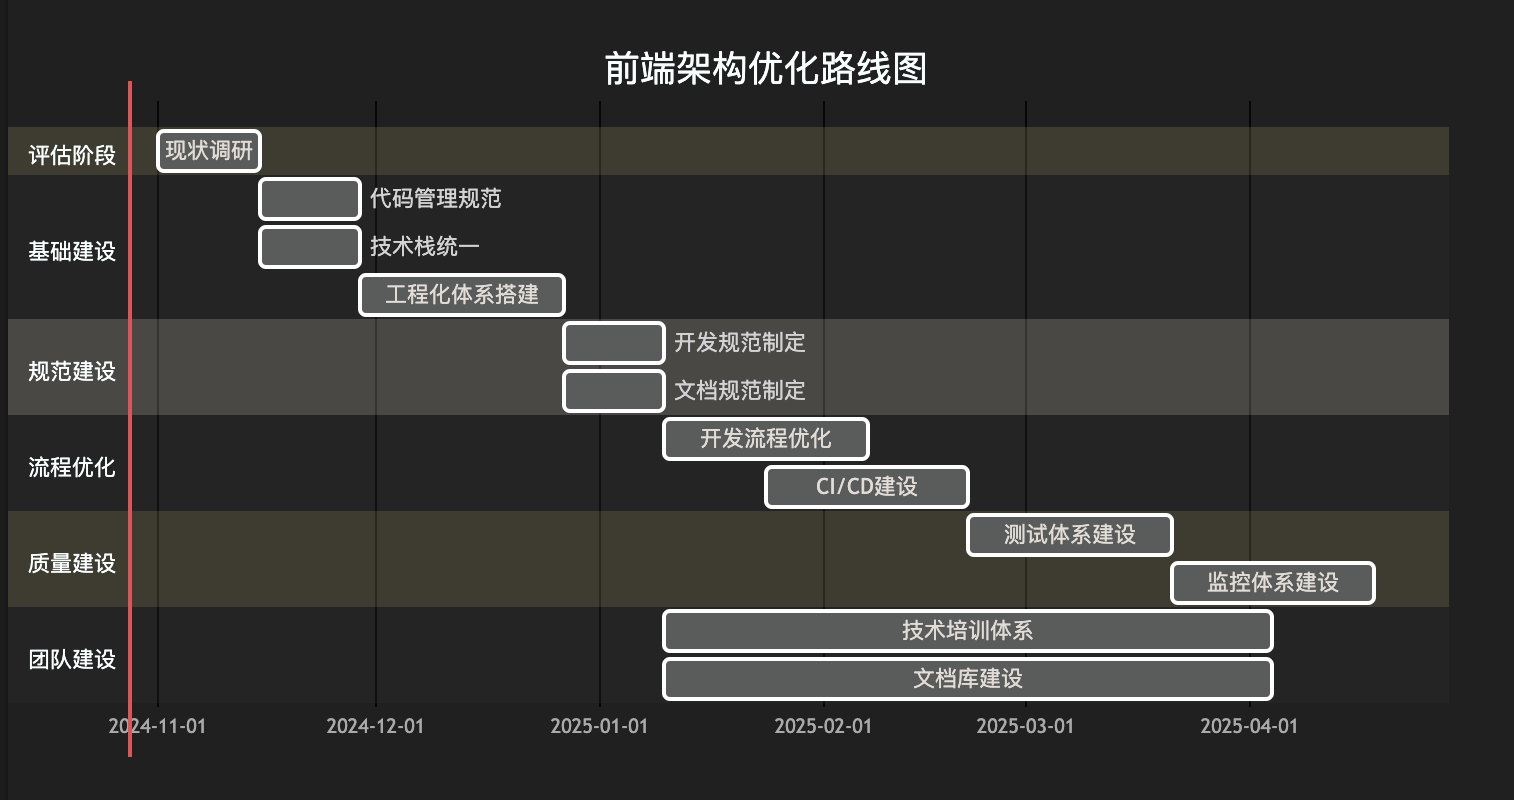 前端架构优化路线图
评估阶段
现状调研
基础建设
代码管理规范
技术栈统一
工程化体系搭建
规范建设
开发规范制定
文档规范制定
流程优化
开发流程优化
CI/CD建设
质量建设
测试体系建设
监控体系建设
团队建设
技术培训体系
文档库建设
2024-11-01 2024-12-01 2025-01-01 2025-02-01 2025-03-01 2025-04-01